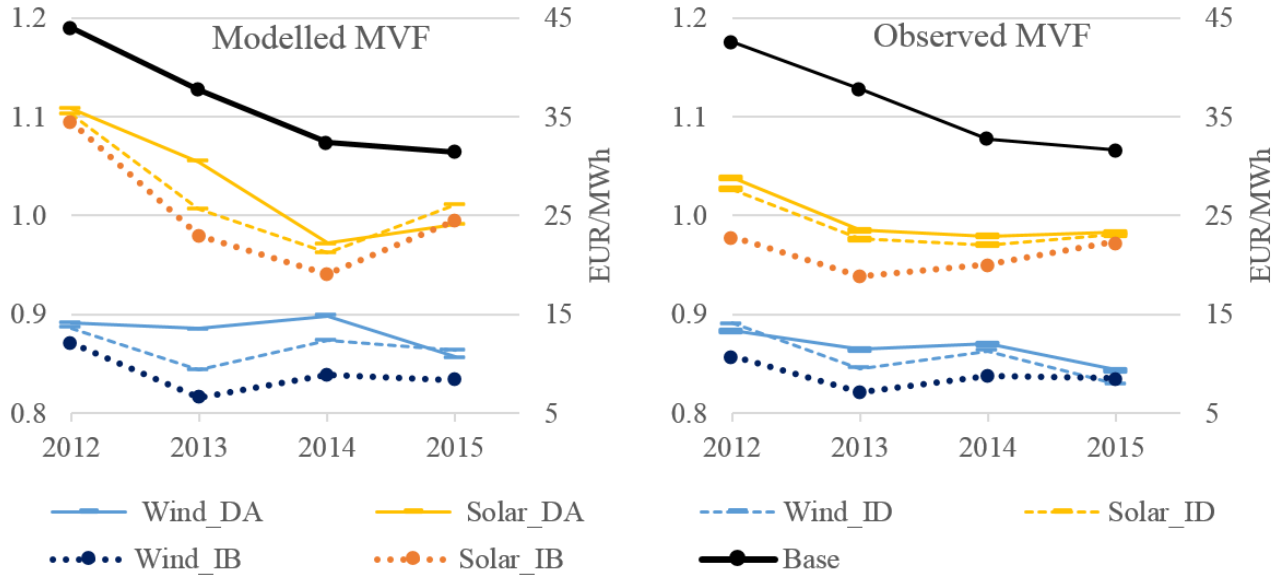 Modelled MVF
1.2
1.1
1.0
0.9
0.8
45
35
25
15
5
EUR/MWh
2012 2013 2014 2015
Observed MVF
1.2
1.1
1.0
0.9
0.8
45
35
25
15
5
EUR/MWh
2012 2013 2014 2015
Wind_DA Solar_DA Wind_ID Solar_ID
Wind_IB Solar_IB Base